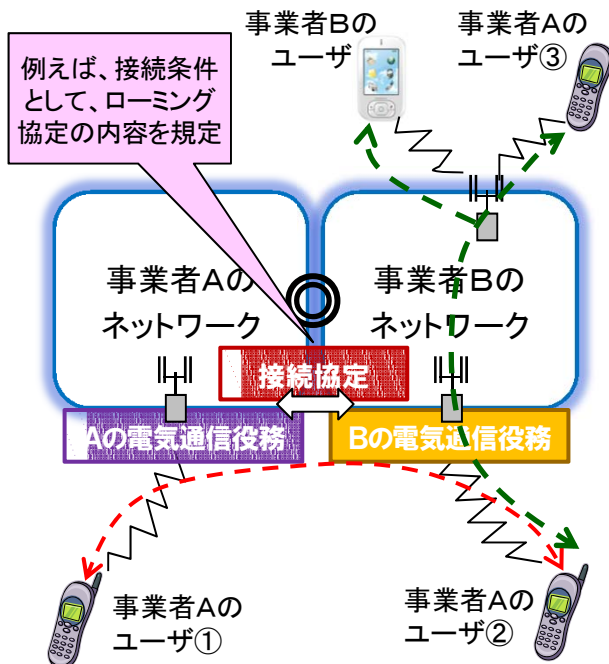 事業者Bの
ユーザ
事業者Aの
ユーザ③
例えば、接続条件
として、ローミング
協定の内容を規定
事業者Aの
ネットワーク
事業者Bの
ネットワーク
接続協定
Aの電気通信役務
Bの電気通信役務
事業者Aの
ユーザ①
事業者Aの
ユーザ②